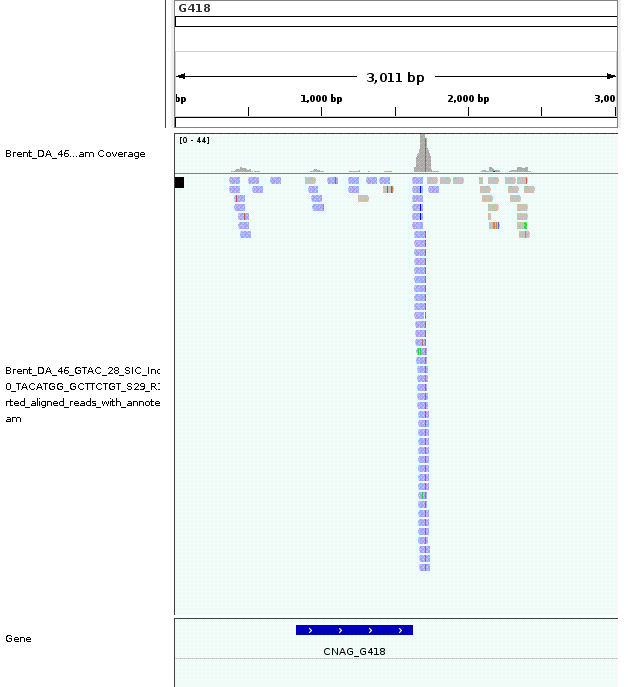 G418
3,011 bp
bp 1,000 bp 2,000 bp 3,00
[0 - 44]
Brent_DA_46...am Coverage
Brent_DA_46_GTAC_28_SIC_Inc
0_TACATGG_GCTTCTGT_S29_R
rted_aligned_reads_with_annote
am
Gene
CNAG_G418